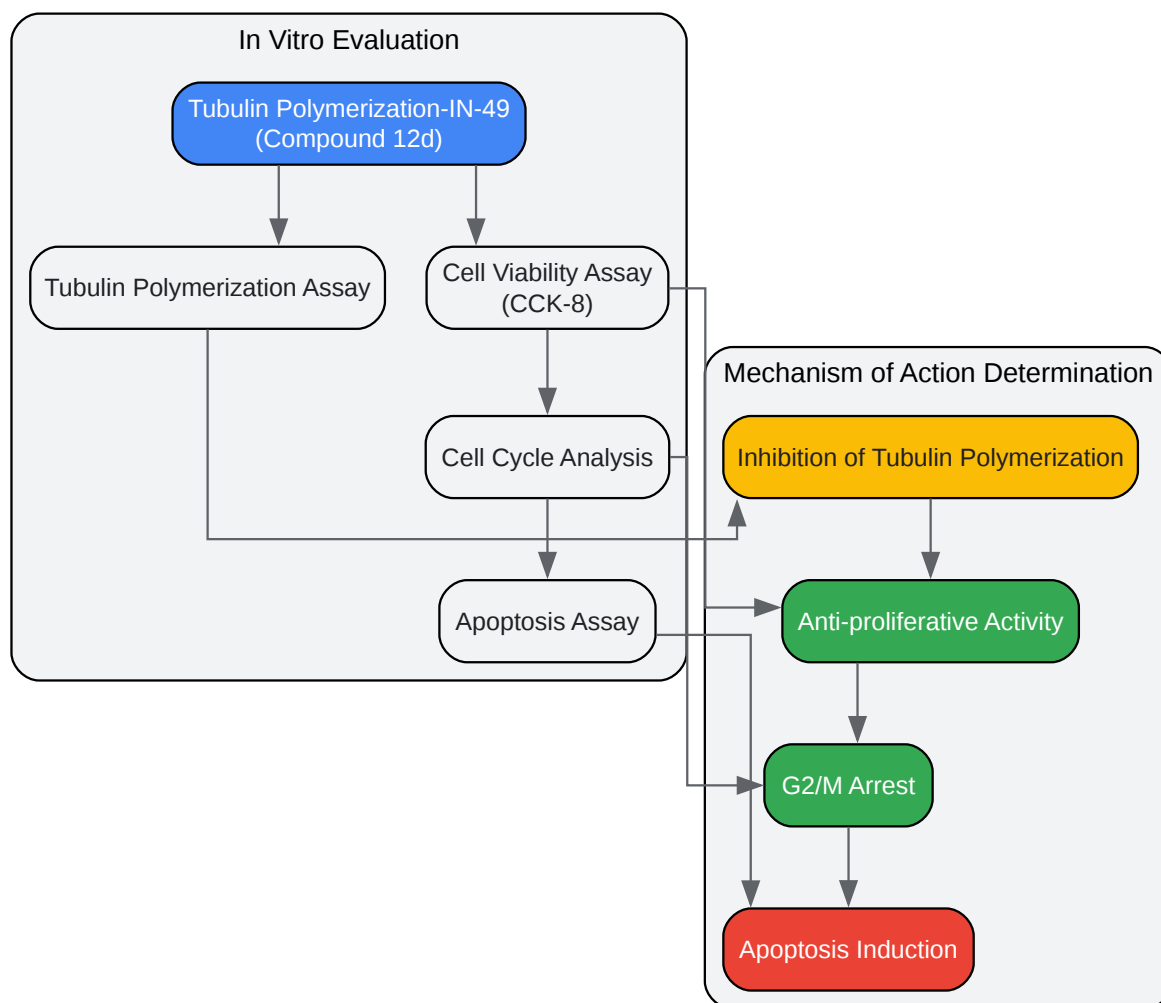 In Vitro Evaluation
Tubulin Polymerization-IN-49
(Compound 12d)
Tubulin Polymerization Assay
Cell Viability Assay
(CCK-8)
Cell Cycle Analysis
Apoptosis Assay
Mechanism of Action Determination
Inhibition of Tubulin Polymerization
Anti-proliferative Activity
G2/M Arrest
Apoptosis Induction